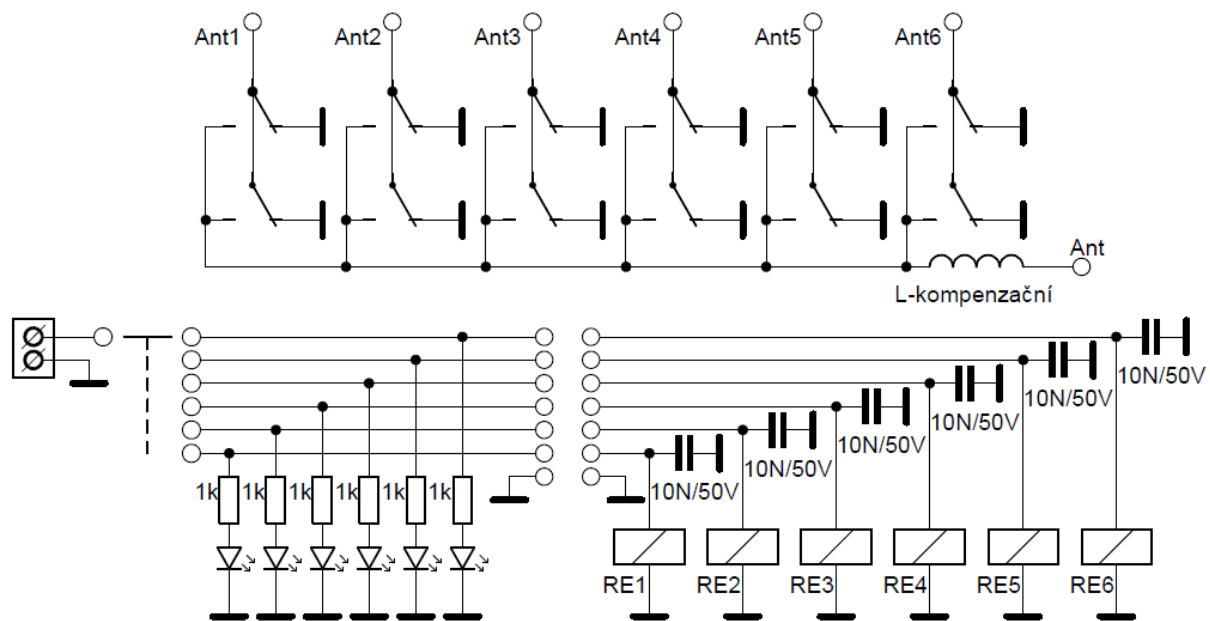 Ant1 Ant2 Ant3 Ant4 Ant5 Ant6
Ant
L-kompenzační
10N/50V
10N/50V
10N/50V
10N/50V
10N/50V
10N/50V
1k 1k 1k 1k 1k 1k
RE1 RE2 RE3 RE4 RE5 RE6